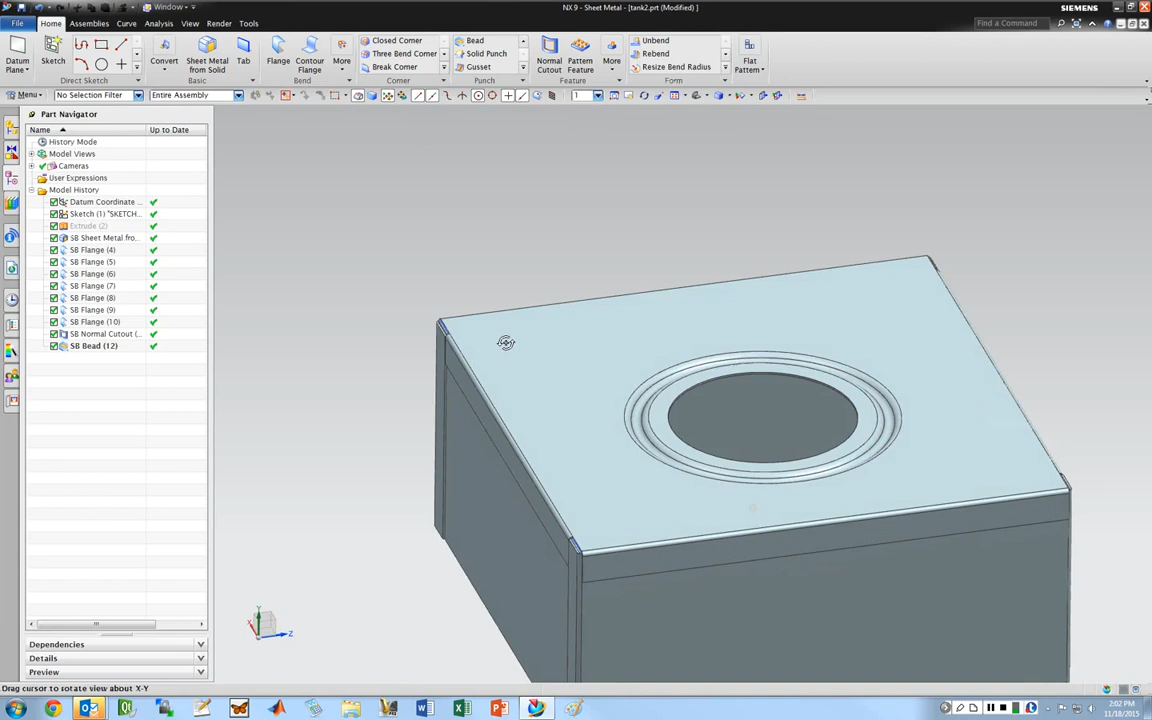 Window
NX 9 - Sheet Metal - [tank2.prt (Modified) ]
SIEMENS
File
Home
Assemblies
Curve
Analysis
View
Render
Tools
Find a Command
Datum Plane
Sketch
Direct Sketch
Convert
Sheet Metal from Solid
Tab
Basic
Flange
Contour Flange
More
Bend
Closed Corner
Three Bend Corner
Break Corner
Corner
Bead
Solid Punch
Gusset
Punch
Normal Cutout
Pattern Feature
More
Feature
Unbend
Rebend
Resize Bend Radius
Form
Flat Pattern
Menu
No Selection Filter
Entire Assembly
1
Part Navigator
Name
Up to Date
History Mode
Model Views
Cameras
User Expressions
Model History
Datum Coordinate ...
Sketch (1) "SKETCH...
Extrude (2)
SB Sheet Metal fro...
SB Flange (4)
SB Flange (5)
SB Flange (6)
SB Flange (7)
SB Flange (8)
SB Flange (9)
SB Flange (10)
SB Normal Cutout (...
SB Bead (12)
Y
X
Z
Dependencies
Details
Preview
Drag cursor to rotate view about X-Y
2:02 PM
11/18/2015